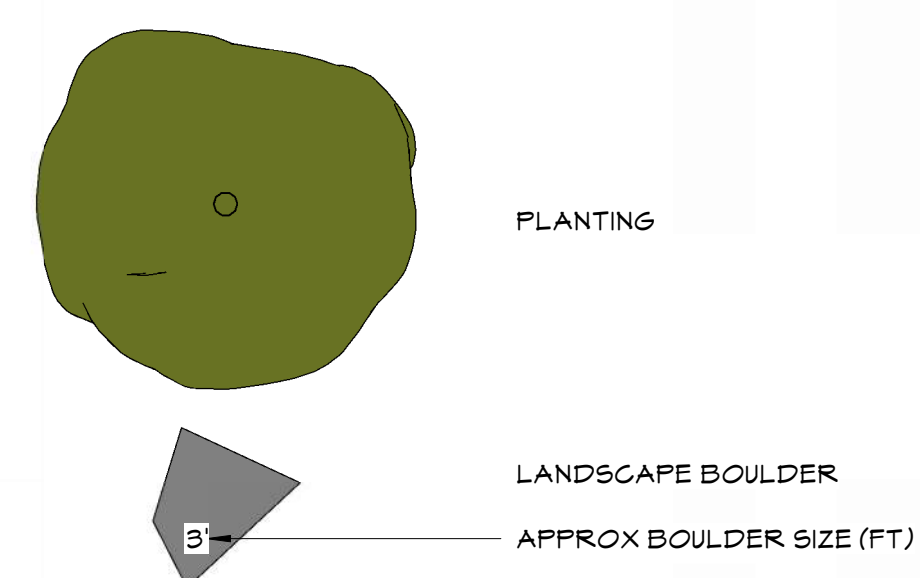 PLANTING
LANDSCAPE BOULDER
3' APPROX BOULDER SIZE (FT)